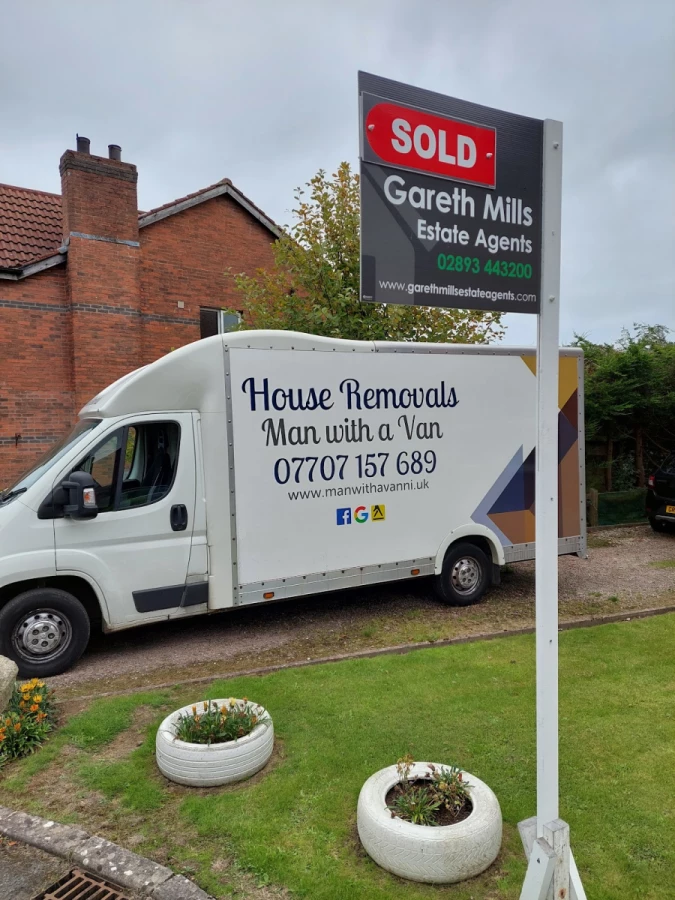 SOLD
Gareth Mills
Estate Agents
02893 443200
www.garethmillsestateagents.com
House Removals
Man with a Van
07707 157 689
www.manwithavanni.uk
f G